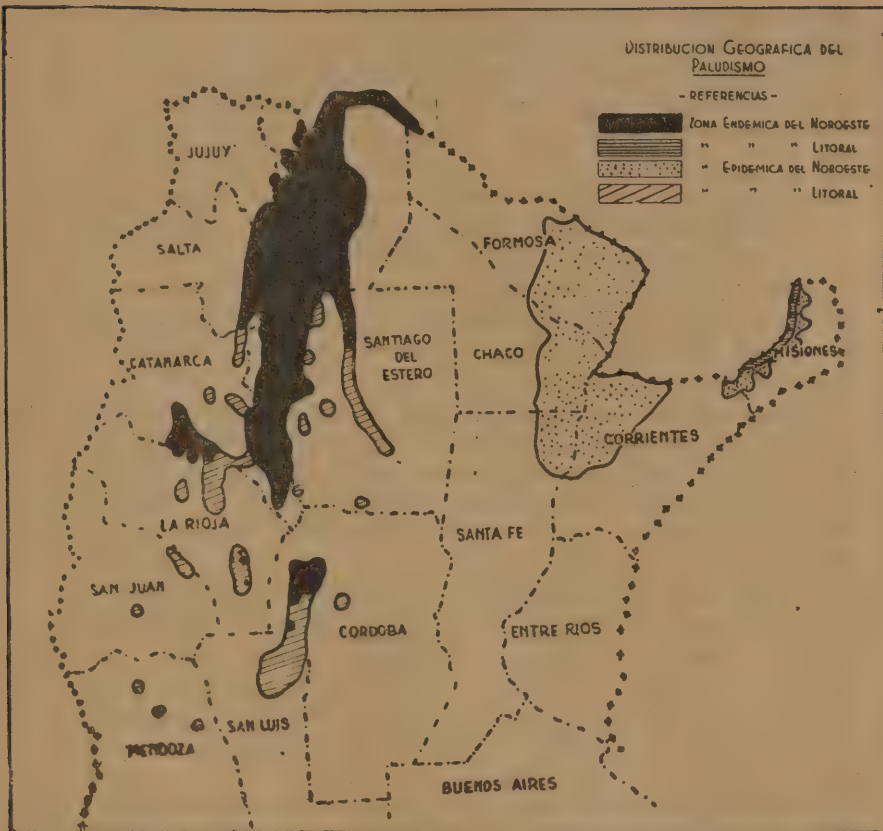 DISTRIBUCION GEOGRAFICA DEL
PALUDISMO
- REFERENCIAS -
ZONA ENDEMICA DEL NOROESTE
" " " LITORAL
" EPIDEMICA DEL NOROESTE
" " " LITORAL
JUJUY
SALTA
FORMOSA
CATAMARCA
SANTIAGO
DEL
ESTERO
CHACO
MISIONES
CORRIENTES
LA RIOJA
SANTA FE
SAN JUAN
CORDOBA
ENTRE RIOS
SAN LUIS
MENDOZA
BUENOS AIRES